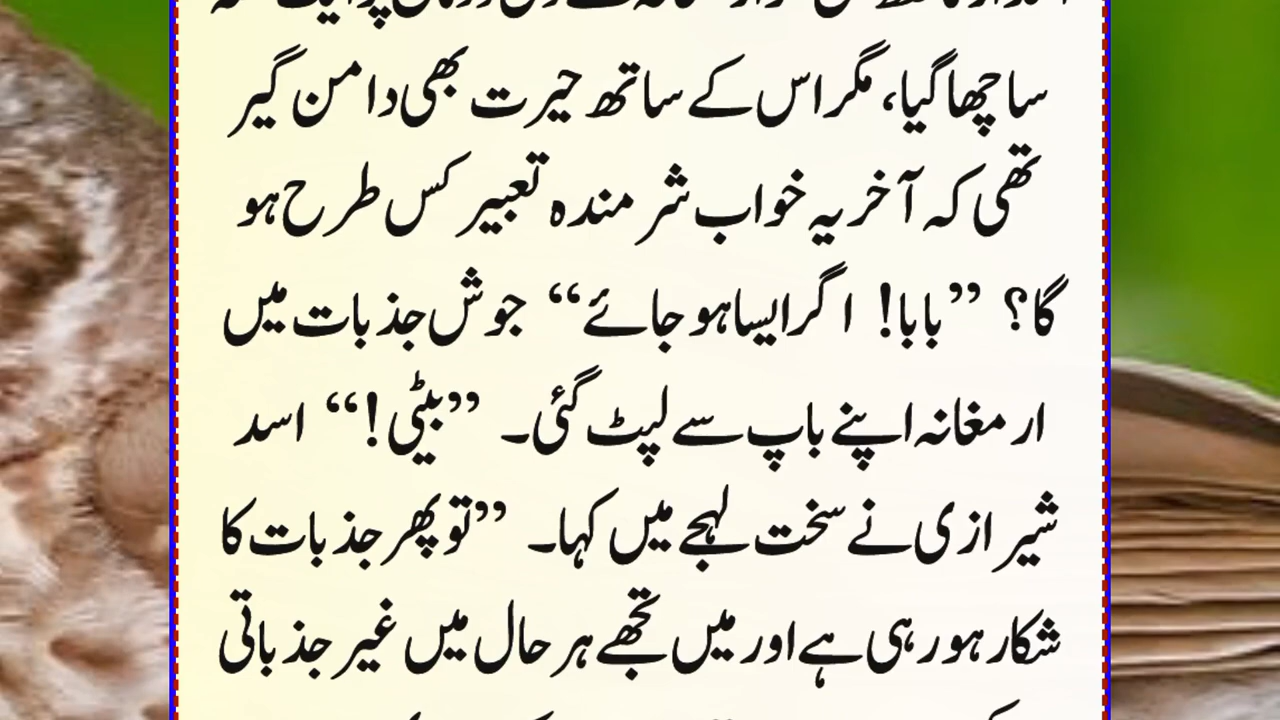 سا چھا گیا، مگر اس کے ساتھ حیرت بھی دامن گیر
تھی کہ آخر یہ خواب شرمندہ تعبیر کس طرح ہو
گا؟ ”بابا! اگر ایسا ہو جائے“ جوش جذبات میں
ارمغانہ اپنے باپ سے لپٹ گئی۔ ”بیٹی!“ اسد
شیرازی نے سخت لہجے میں کہا۔ ”تو پھر جذبات کا
شکار ہو رہی ہے اور میں تجھے ہر حال میں غیر جذباتی